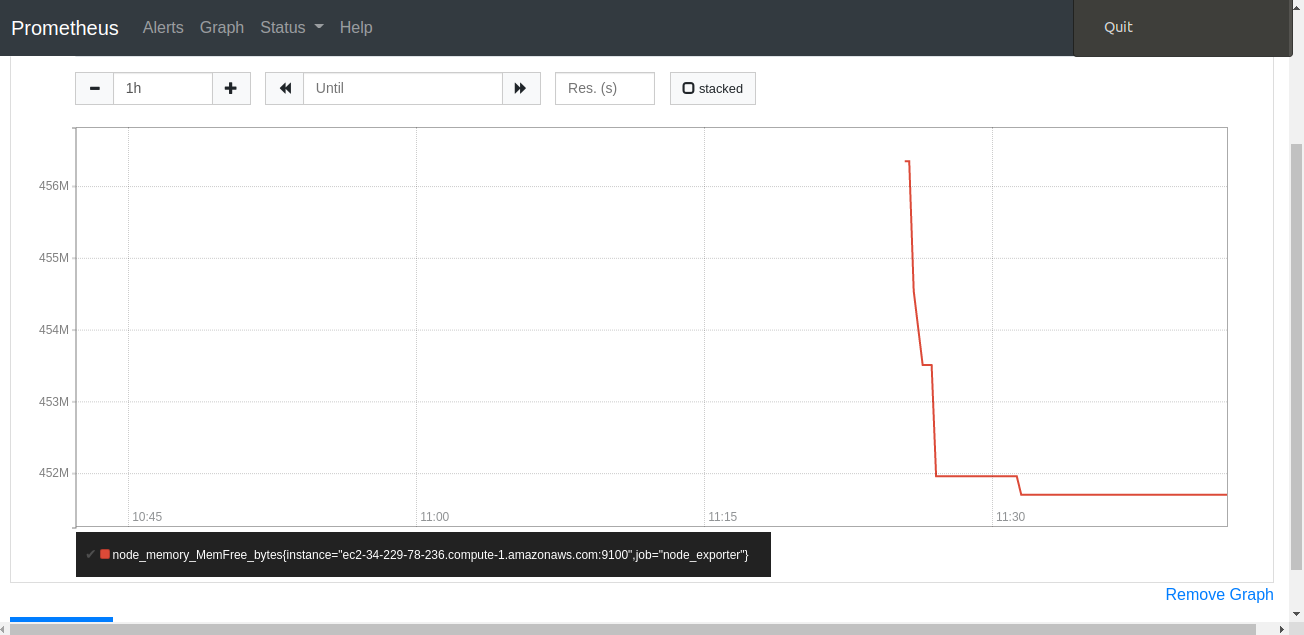 Prometheus Alerts Graph Status Help Quit
1h Until Res. (s) stacked
456M
455M
454M
453M
452M
10:45 11:00 11:15 11:30
node_memory_MemFree_bytes{instance="ec2-34-229-78-236.compute-1.amazonaws.com:9100",job="node_exporter"}
Remove Graph